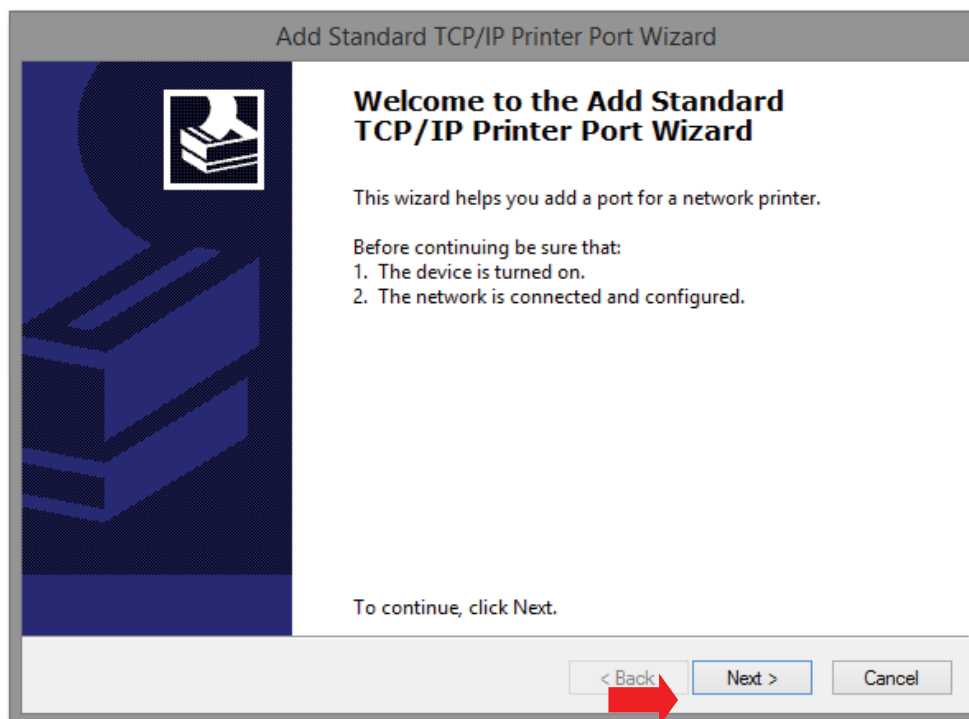 Add Standard TCP/IP Printer Port Wizard
Welcome to the Add Standard
TCP/IP Printer Port Wizard
This wizard helps you add a port for a network printer.
Before continuing be sure that:
1. The device is turned on.
2. The network is connected and configured.
To continue, click Next.
< Back Next > Cancel